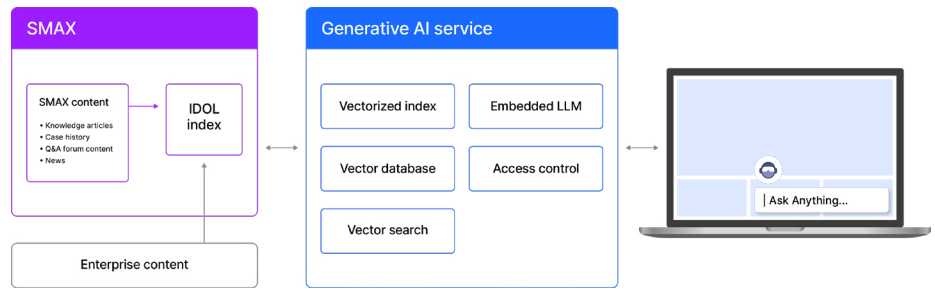 SMAX
SMAX content
• Knowledge articles
• Case history
• Q&A forum content
• News
IDOL
index
Enterprise content
Generative AI service
Vectorized index
Embedded LLM
Vector database
Access control
Vector search
Ask Anything...